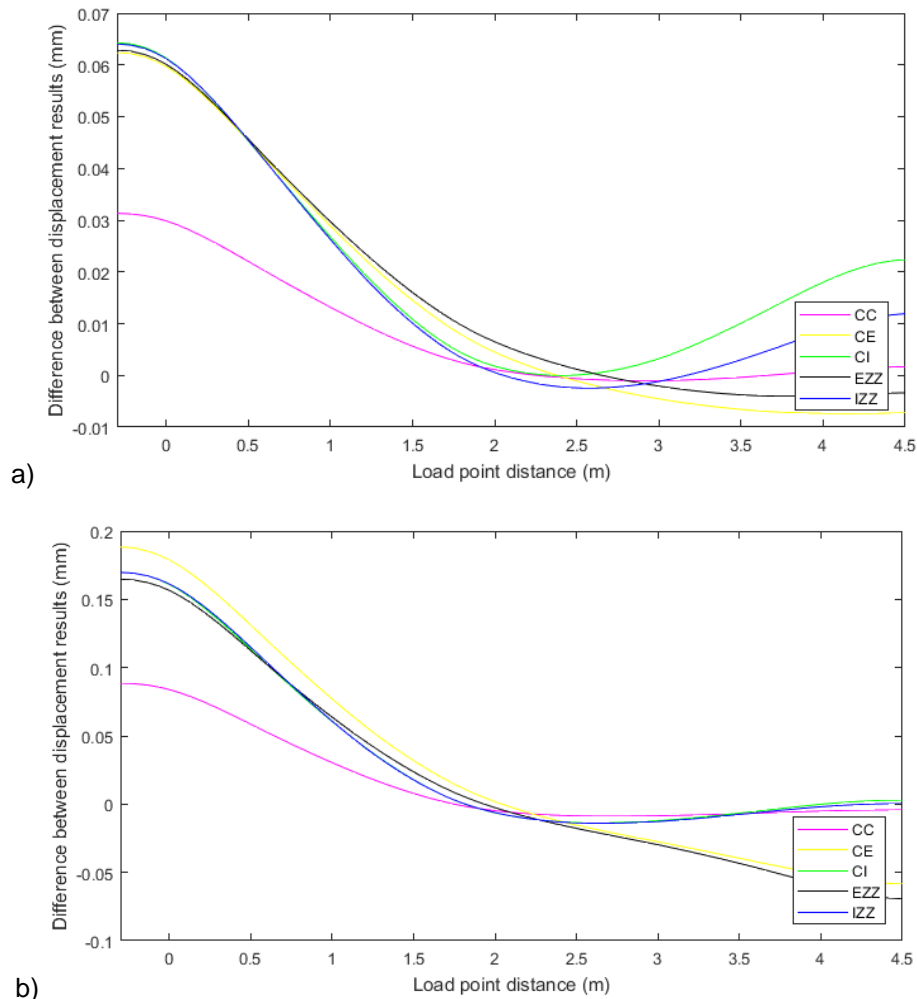 0.07
0.06
0.05
0.04
0.03
0.02
0.01
0
-0.01
Difference between displacement results (mm)
0
0.5
1
1.5
2
2.5
3
3.5
4
4.5
Load point distance (m)
CC
CE
CI
EZZ
IZZ
a)
0.2
0.15
0.1
0.05
0
-0.05
-0.1
Difference between displacement results (mm)
0
0.5
1
1.5
2
2.5
3
3.5
4
4.5
Load point distance (m)
CC
CE
CI
EZZ
IZZ
b)